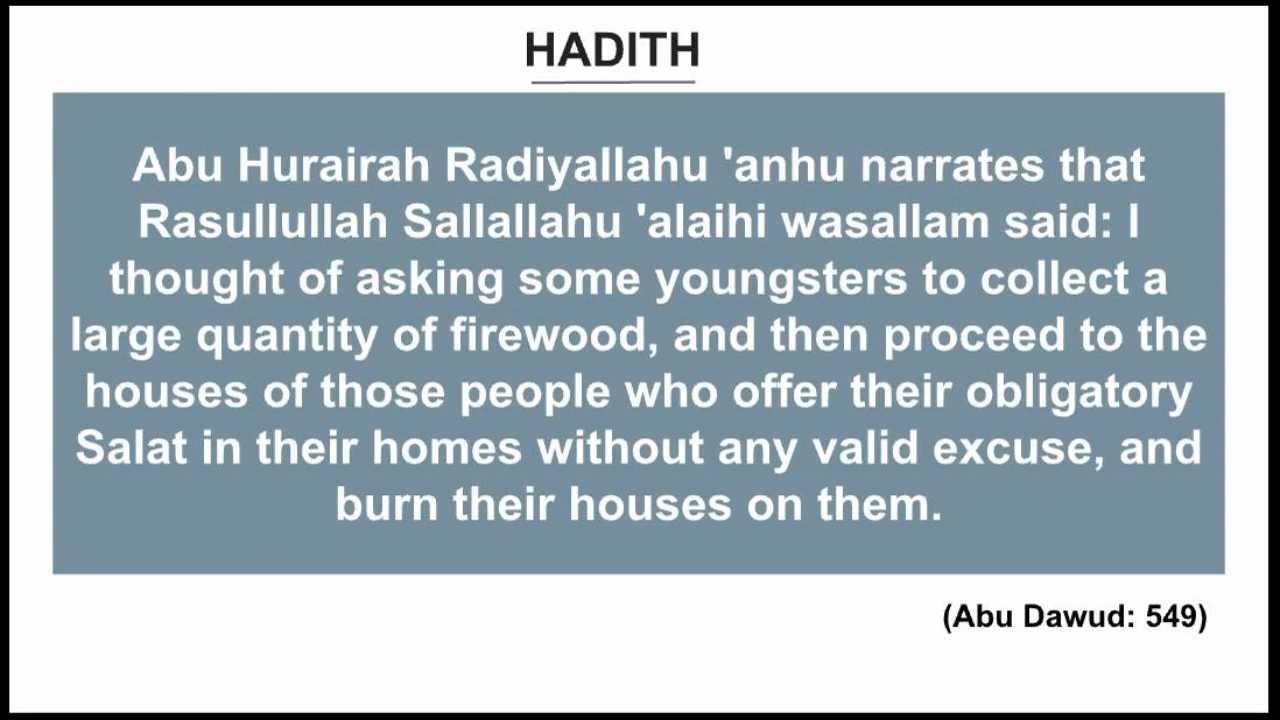 HADITH
Abu Hurairah Radiyallahu 'anhu narrates that
Rasullullah Sallallahu 'alaihi wasallam said: I
thought of asking some youngsters to collect a
large quantity of firewood, and then proceed to the
houses of those people who offer their obligatory
Salat in their homes without any valid excuse, and
burn their houses on them.
(Abu Dawud: 549)